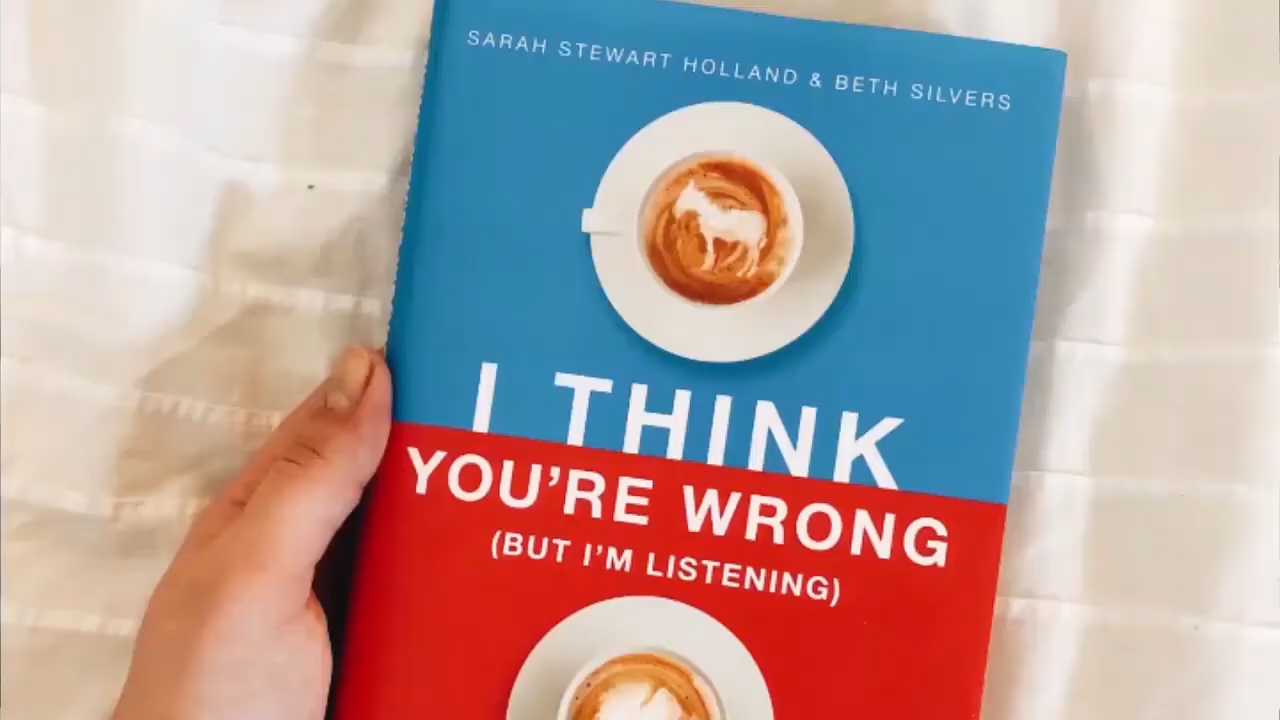 SARAH STEWART HOLLAND & BETH SILVERS
I THINK
YOU'RE WRONG
(BUT I'M LISTENING)